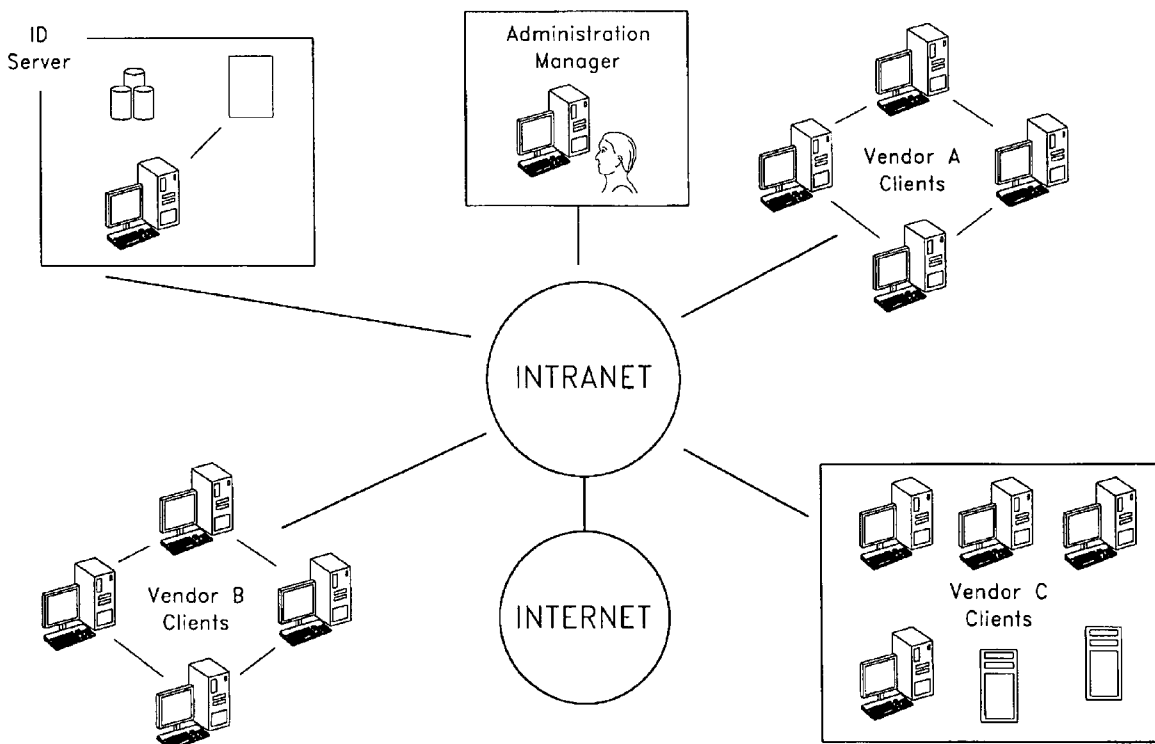 ID
Server
Administration
Manager
Vendor A
Clients
INTRANET
Vendor B
Clients
INTERNET
Vendor C
Clients